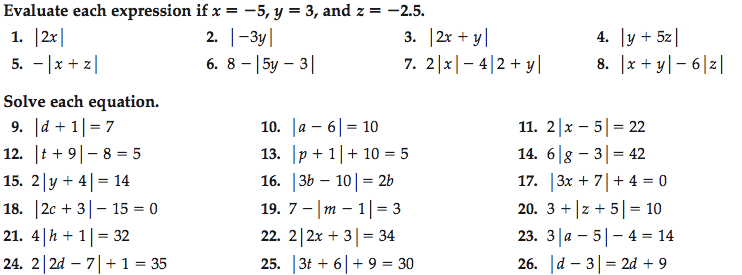 Evaluate each expression if x = −5, y = 3, and z = −2.5.
1. |2x| 2. |−3y| 3. |2x + y| 4. |y + 5z|
5. −|x + z| 6. 8 − |5y − 3| 7. 2|x| − 4|2 + y| 8. |x + y| − 6|z|
Solve each equation.
9. |d + 1| = 7 10. |a − 6| = 10 11. 2|x − 5| = 22
12. |t + 9| − 8 = 5 13. |p + 1| + 10 = 5 14. 6|g − 3| = 42
15. 2|y + 4| = 14 16. |3b − 10| = 2b 17. |3x + 7| + 4 = 0
18. |2c + 3| − 15 = 0 19. 7 − |m − 1| = 3 20. 3 + |z + 5| = 10
21. 4|h + 1| = 32 22. 2|2x + 3| = 34 23. 3|a − 5| − 4 = 14
24. 2|2d − 7| + 1 = 35 25. |3t + 6| + 9 = 30 26. |d − 3| = 2d + 9